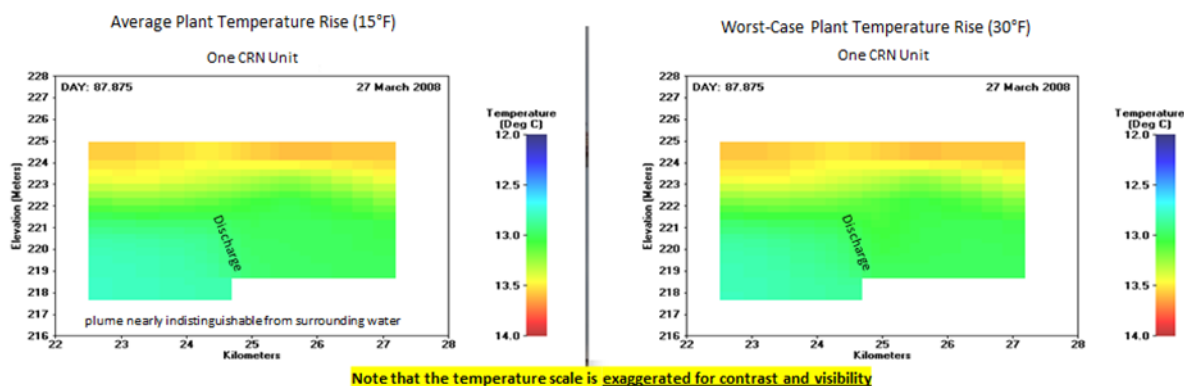 Average Plant Temperature Rise (15°F)
One CRN Unit
228
227
226
225
224
223
222
221
220
219
218
217
216
Elevation (Meters)
DAY: 87.875
27 March 2008
Discharge
plume nearly indistinguishable from surrounding water
22
23
24
25
26
27
28
Kilometers
Temperature
(Deg C)
12.0
12.5
13.0
13.5
14.0
Worst-Case Plant Temperature Rise (30°F)
One CRN Unit
228
227
226
225
224
223
222
221
220
219
218
217
216
Elevation (Meters)
DAY: 87.875
27 March 2008
Discharge
22
23
24
25
26
27
28
Kilometers
Temperature
(Deg C)
12.0
12.5
13.0
13.5
14.0
Note that the temperature scale is exaggerated for contrast and visibility